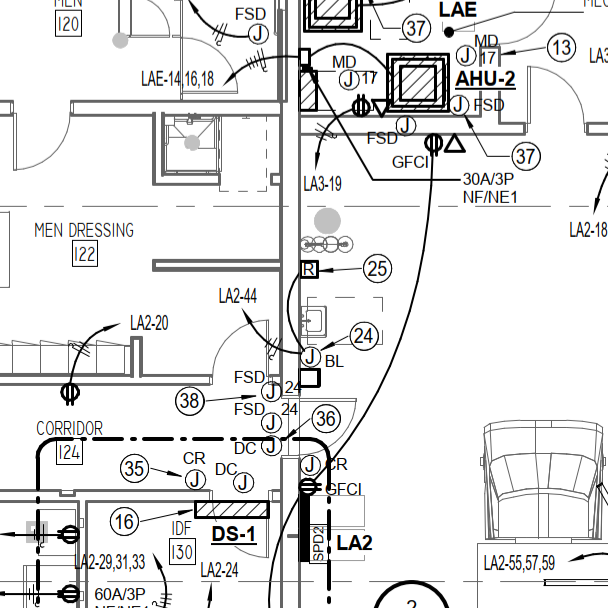 MEN
120
FSD
J
37
LAE
MD
17
J
13
LA3
LAE-14,16,18
MD
J
17
AHU-2
J
FSD
J
FSD
GFCI
37
LA3-19
30A/3P
NF/NE1
MEN DRESSING
122
LA2-18
R
25
LA2-44
LA2-20
24
J
BL
FSD
J
24
38
FSD
24
J
36
CORRIDOR
124
DC
J
CR
J
DC
J
35
J
CR
GFCI
16
IDF
130
DS-1
SPD2
LA2
LA2-29,31,33
LA2-24
LA2-55,57,59
60A/3P
NF/NE1
2